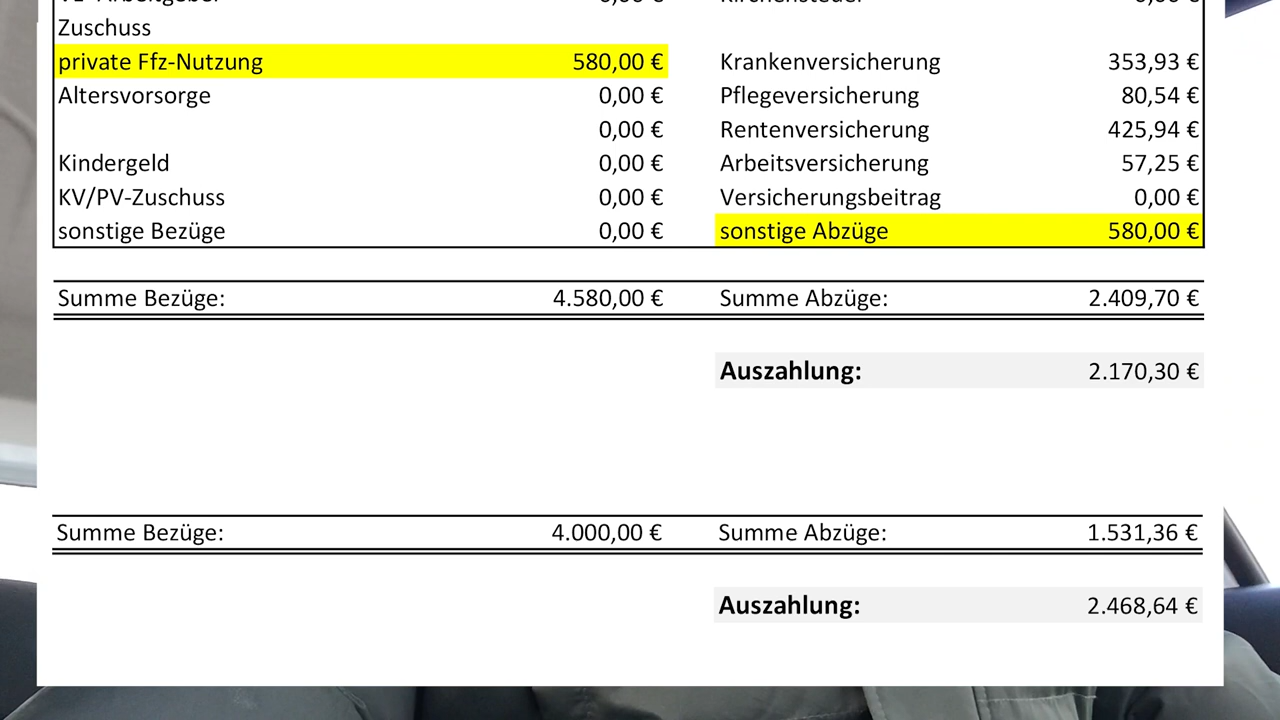 Zuschuss
private Ffz-Nutzung 580,00 € Krankenversicherung 353,93 €
Altersvorsorge 0,00 € Pflegeversicherung 80,54 €
0,00 € Rentenversicherung 425,94 €
Kindergeld 0,00 € Arbeitsversicherung 57,25 €
KV/PV-Zuschuss 0,00 € Versicherungsbeitrag 0,00 €
sonstige Bezüge 0,00 € sonstige Abzüge 580,00 €
Summe Bezüge: 4.580,00 € Summe Abzüge: 2.409,70 €
Auszahlung: 2.170,30 €
Summe Bezüge: 4.000,00 € Summe Abzüge: 1.531,36 €
Auszahlung: 2.468,64 €